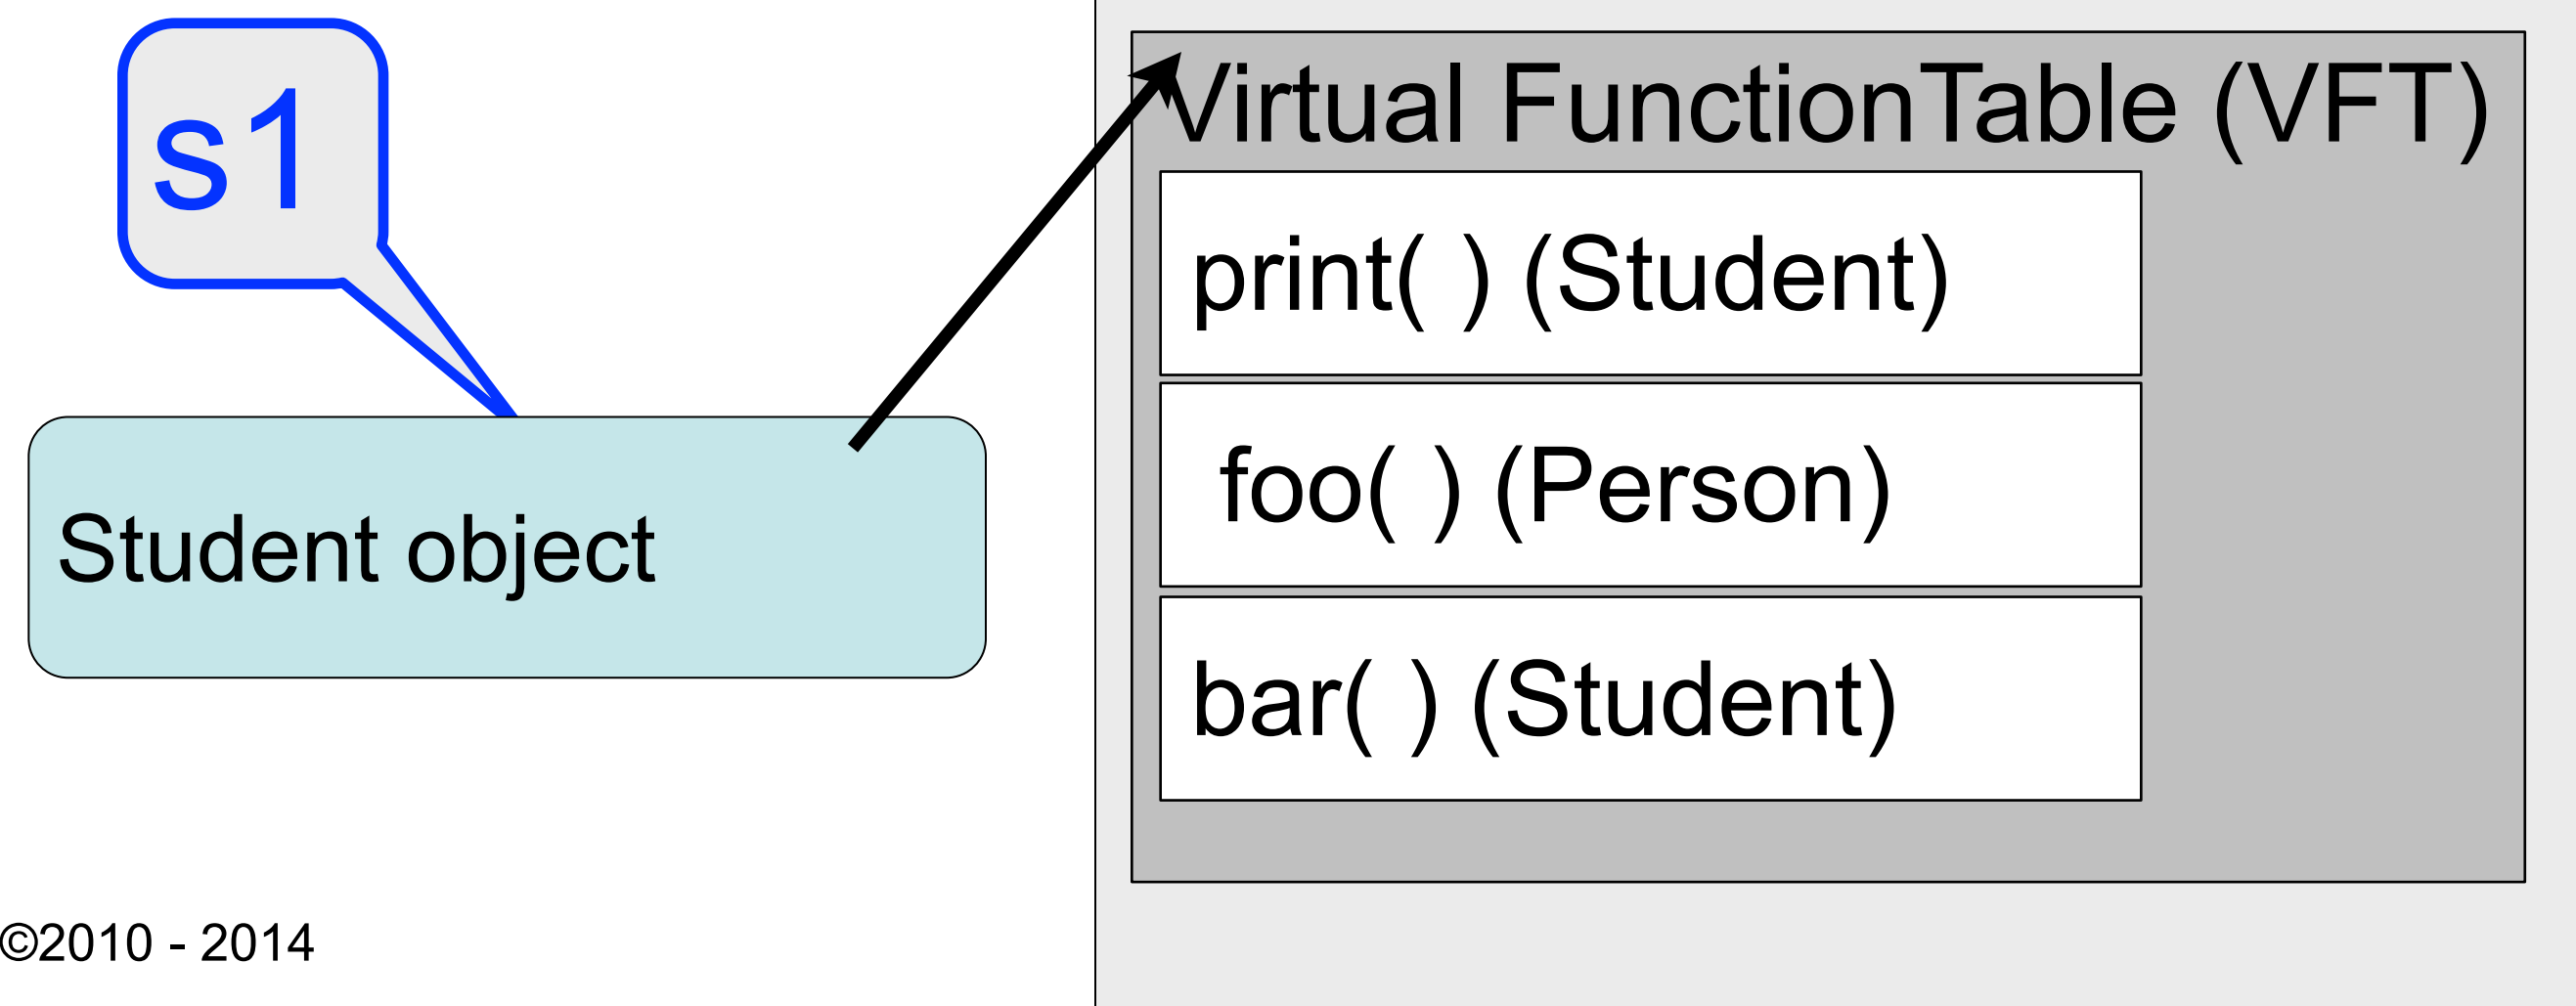 s1
Student object
Virtual FunctionTable (VFT)
print( ) (Student)
foo( ) (Person)
bar( ) (Student)
©2010 - 2014